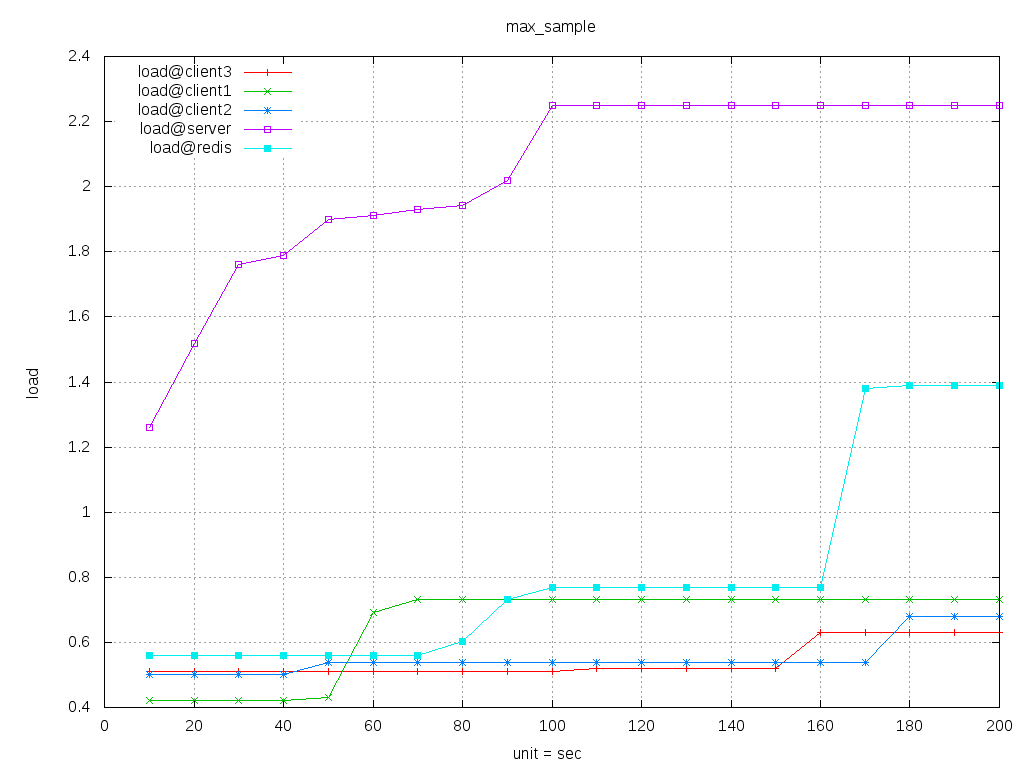 max_sample
load@client3
load@client1
load@client2
load@server
load@redis
2.4
2.2
2
1.8
1.6
1.4
1.2
1
0.8
0.6
0.4
load
0 20 40 60 80 100 120 140 160 180 200
unit = sec